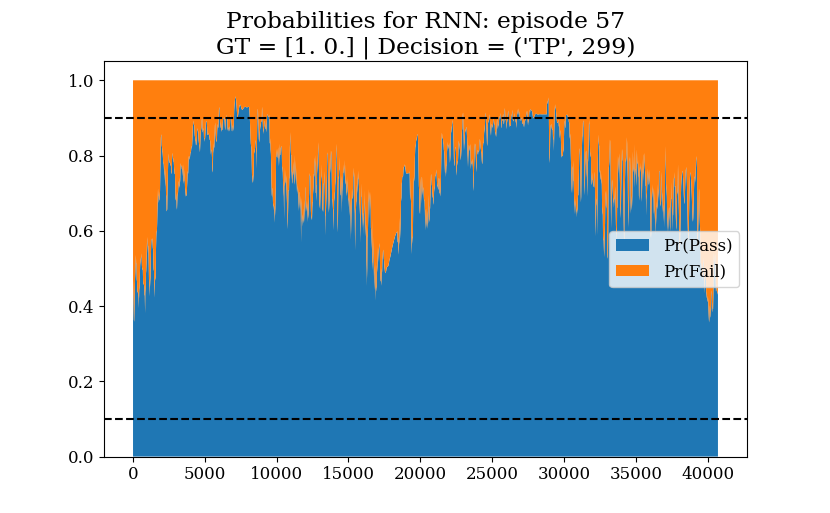 Probabilities for RNN: episode 57
GT = [1. 0.] | Decision = ('TP', 299)
1.0
0.8
0.6
0.4
0.2
0.0
Pr(Pass)
Pr(Fail)
0 5000 10000 15000 20000 25000 30000 35000 40000